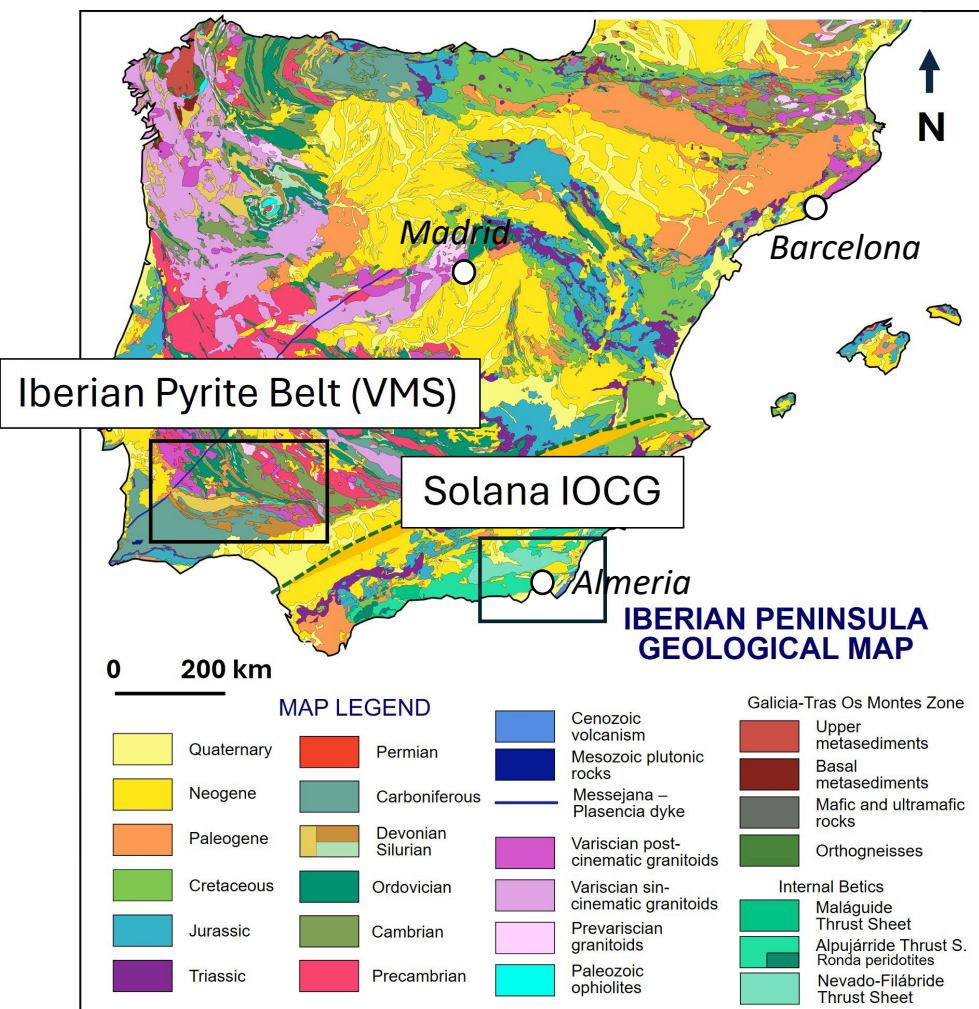 N
Madrid
Barcelona
Iberian Pyrite Belt (VMS)
Solana IOCG
Almeria
IBERIAN PENINSULA
GEOLOGICAL MAP
0 200 km
MAP LEGEND
Quaternary
Neogene
Paleogene
Cretaceous
Jurassic
Triassic
Permian
Carboniferous
Devonian
Silurian
Ordovician
Cambrian
Precambrian
Cenozoic
volcanism
Mesozoic plutonic
rocks
Messejana –
Plasencia dyke
Variscian post-
cinematic granitoids
Variscian sin-
cinematic granitoids
Prevariscian
granitoids
Paleozoic
ophiolites
Galicia-Tras Os Montes Zone
Upper
metasediments
Basal
metasediments
Mafic and ultramafic
rocks
Orthogneisses
Internal Betics
Maláguide
Thrust Sheet
Alpujárride Thrust S.
Ronda peridotites
Nevado-Filábride
Thrust Sheet